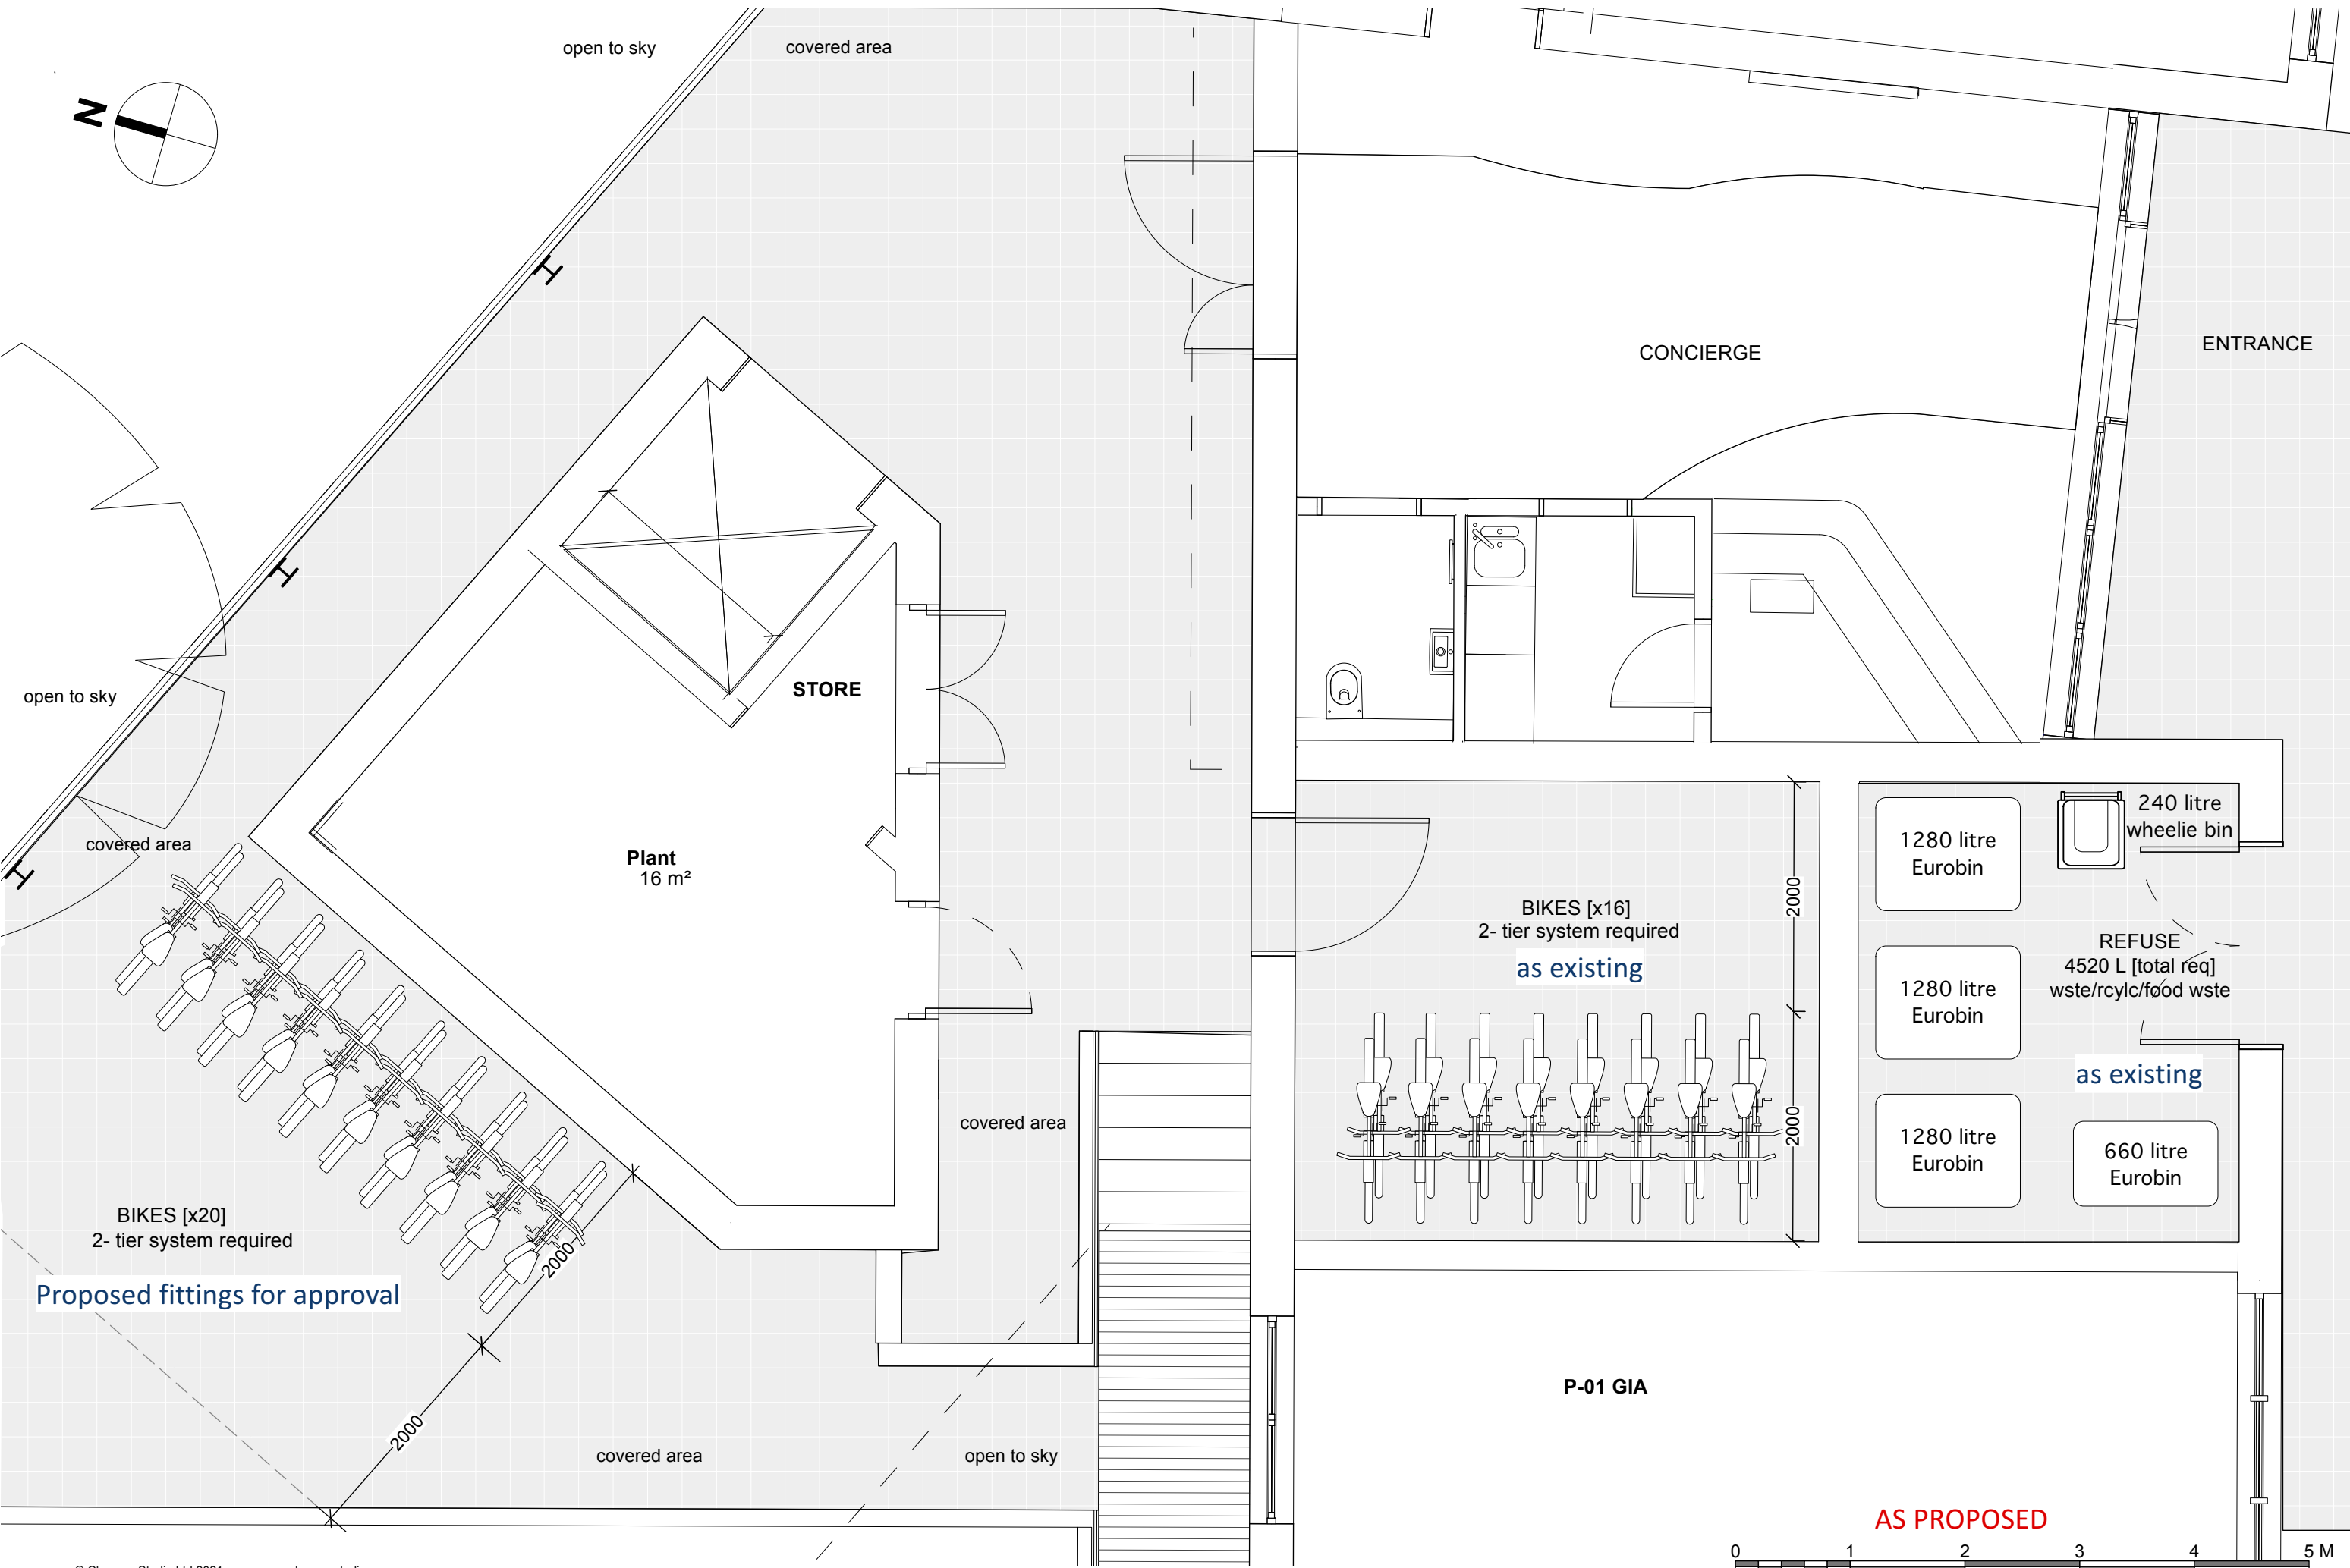 open to sky
covered area
N
CONCIERGE
ENTRANCE
open to sky
STORE
covered area
Plant
16 m²
240 litre
wheelie bin
1280 litre
Eurobin
2000
BIKES [x16]
2- tier system required
as existing
REFUSE
4520 L [total req]
wste/rcylc/food wste
1280 litre
Eurobin
as existing
covered area
2000
1280 litre
Eurobin
660 litre
Eurobin
BIKES [x20]
2- tier system required
2000
Proposed fittings for approval
2000
covered area
open to sky
P-01 GIA
AS PROPOSED
0 1 2 3 4 5 M